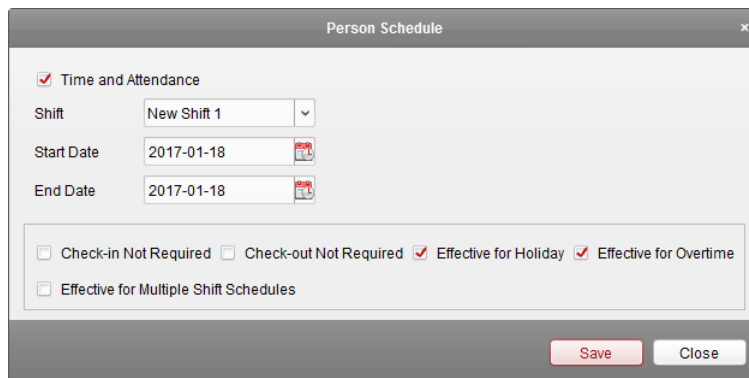 Person Schedule
Time and Attendance
Shift New Shift 1
Start Date 2017-01-18
End Date 2017-01-18
Check-in Not Required Check-out Not Required Effective for Holiday Effective for Overtime
Effective for Multiple Shift Schedules
Save Close